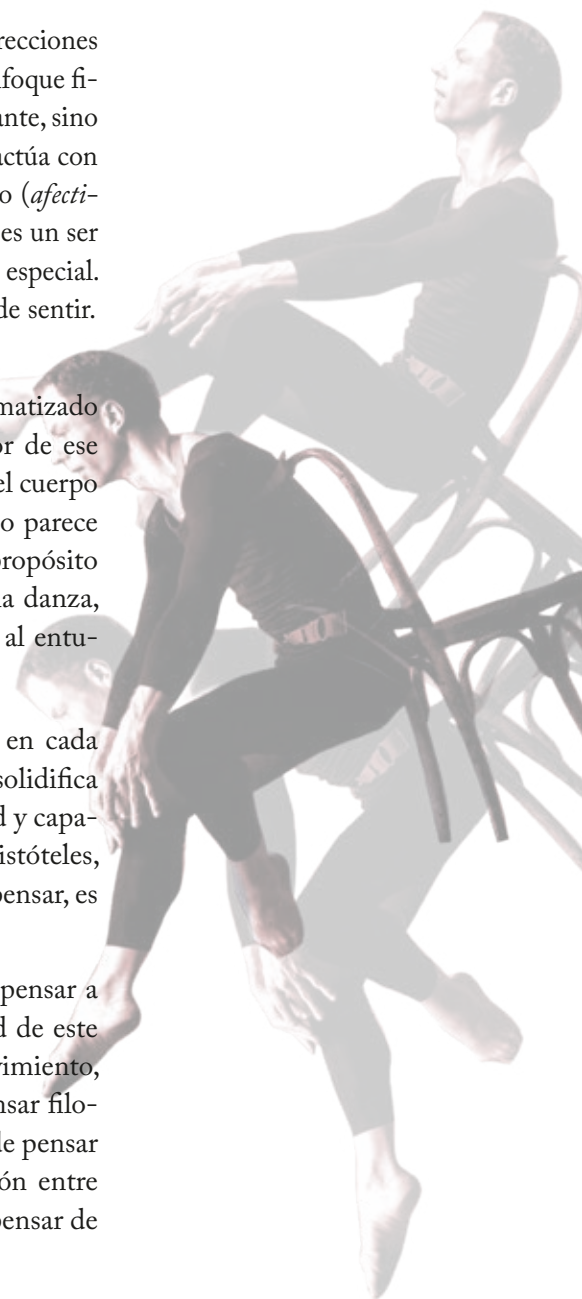 recciones
foque fi-
ante, sino
actúa con
o (afecti-
es un ser
especial.
de sentir.
matizado
or de ese
el cuerpo
o parece
propósito
a danza,
al entu-
en cada
solidifica
d y capa-
istóteles,
pensar, es
pensar a
d de este
vimiento,
nsar filo-
de pensar
ón entre
pensar de